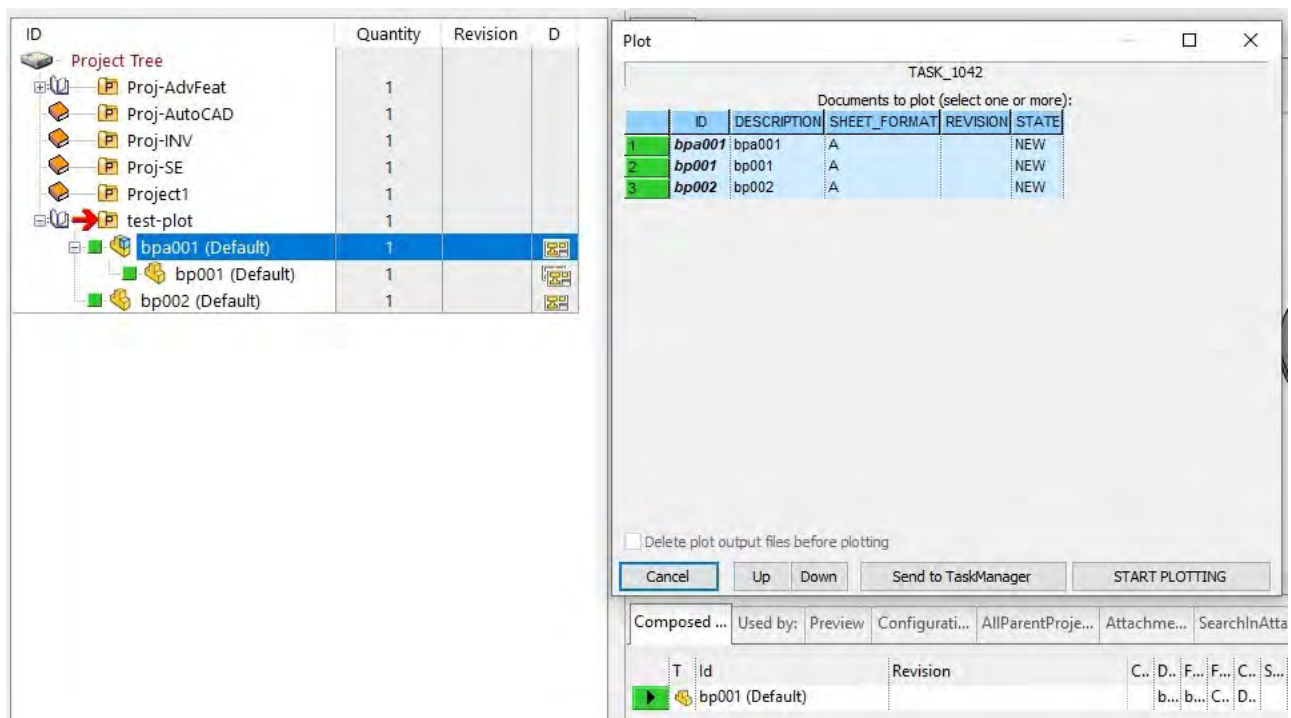 ID Quantity Revision D
Project Tree
Proj-AdvFeat 1
Proj-AutoCAD 1
Proj-INV 1
Proj-SE 1
Project1 1
test-plot 1
bpa001 (Default) 1
bp001 (Default) 1
bp002 (Default) 1
Plot
TASK_1042
Documents to plot (select one or more):
ID DESCRIPTION SHEET_FORMAT REVISION STATE
1 bpa001 bpa001 A NEW
2 bp001 bp001 A NEW
3 bp002 bp002 A NEW
Delete plot output files before plotting
Cancel Up Down Send to TaskManager START PLOTTING
Composed ... Used by: Preview Configurati... AllParentProje... Attachme... SearchInAtta
T Id Revision C.. D.. F... F... C.. S...
bp001 (Default) b... b... C.. D..